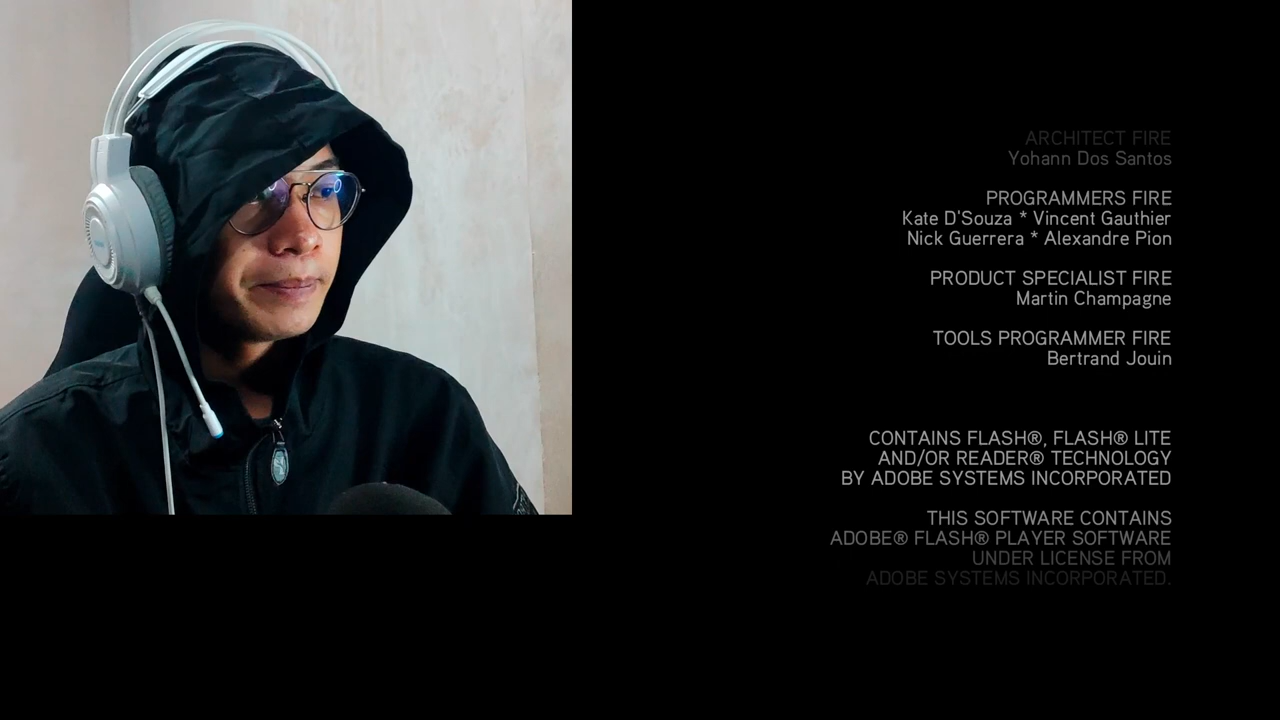 ARCHITECT FIRE
Yohann Dos Santos
PROGRAMMERS FIRE
Kate D'Souza * Vincent Gauthier
Nick Guerrera * Alexandre Pion
PRODUCT SPECIALIST FIRE
Martin Champagne
TOOLS PROGRAMMER FIRE
Bertrand Jouin
CONTAINS FLASH®, FLASH® LITE
AND/OR READER® TECHNOLOGY
BY ADOBE SYSTEMS INCORPORATED
THIS SOFTWARE CONTAINS
ADOBE® FLASH® PLAYER SOFTWARE
UNDER LICENSE FROM
ADOBE SYSTEMS INCORPORATED.